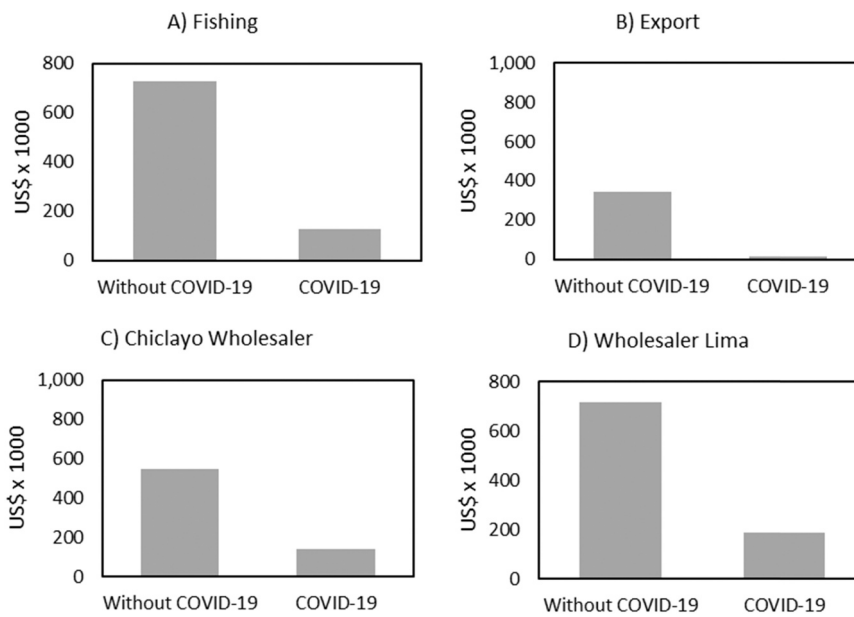 A) Fishing
US$ x 1000
800
600
400
200
0
Without COVID-19 COVID-19
B) Export
US$ x 1000
1,000
800
600
400
200
0
Without COVID-19 COVID-19
C) Chiclayo Wholesaler
US$ x 1000
1,000
800
600
400
200
0
Without COVID-19 COVID-19
D) Wholesaler Lima
US$ x 1000
800
600
400
200
0
Without COVID-19 COVID-19